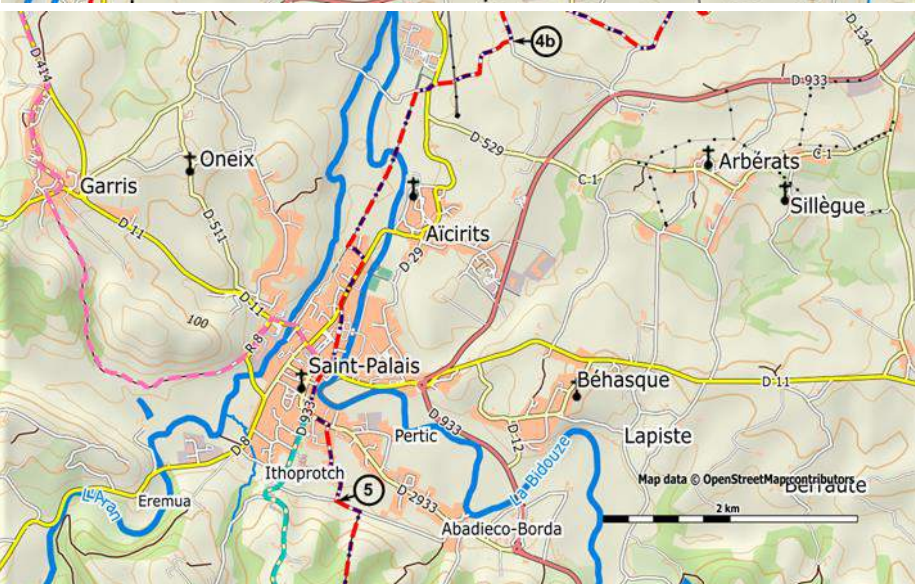 4b
D-134
D-414
D-933
D-529
Oneix
Arbérats
C 1
C 1
Garris
Sillègue
D-511
D-11
Aïcirits
D 29
D-11
100
R-8
Saint-Palais
Béhasque
D-11
D-933
D-933
D-12
Pertic
Lapiste
D-8
La Bidouze
Ithoprotch
Map data © OpenStreetMap contributors
Berraute
5
L'Aran
Eremua
D-2933
2 km
Abadieco-Borda